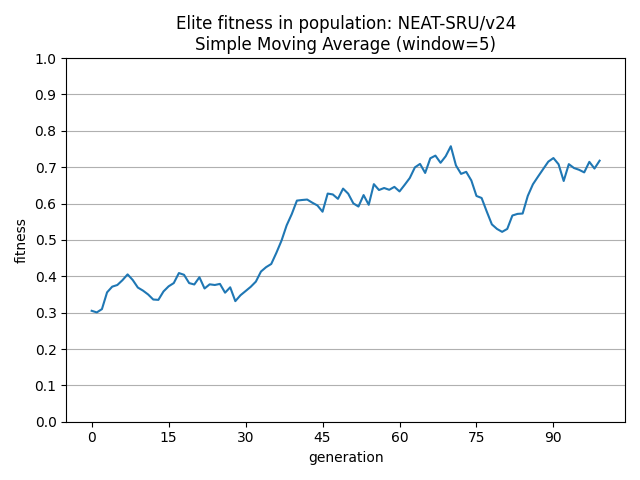 Elite fitness in population: NEAT-SRU/v24
Simple Moving Average (window=5)
1.0
0.9
0.8
0.7
0.6
0.5
0.4
0.3
0.2
0.1
0.0
fitness
0 15 30 45 60 75 90
generation